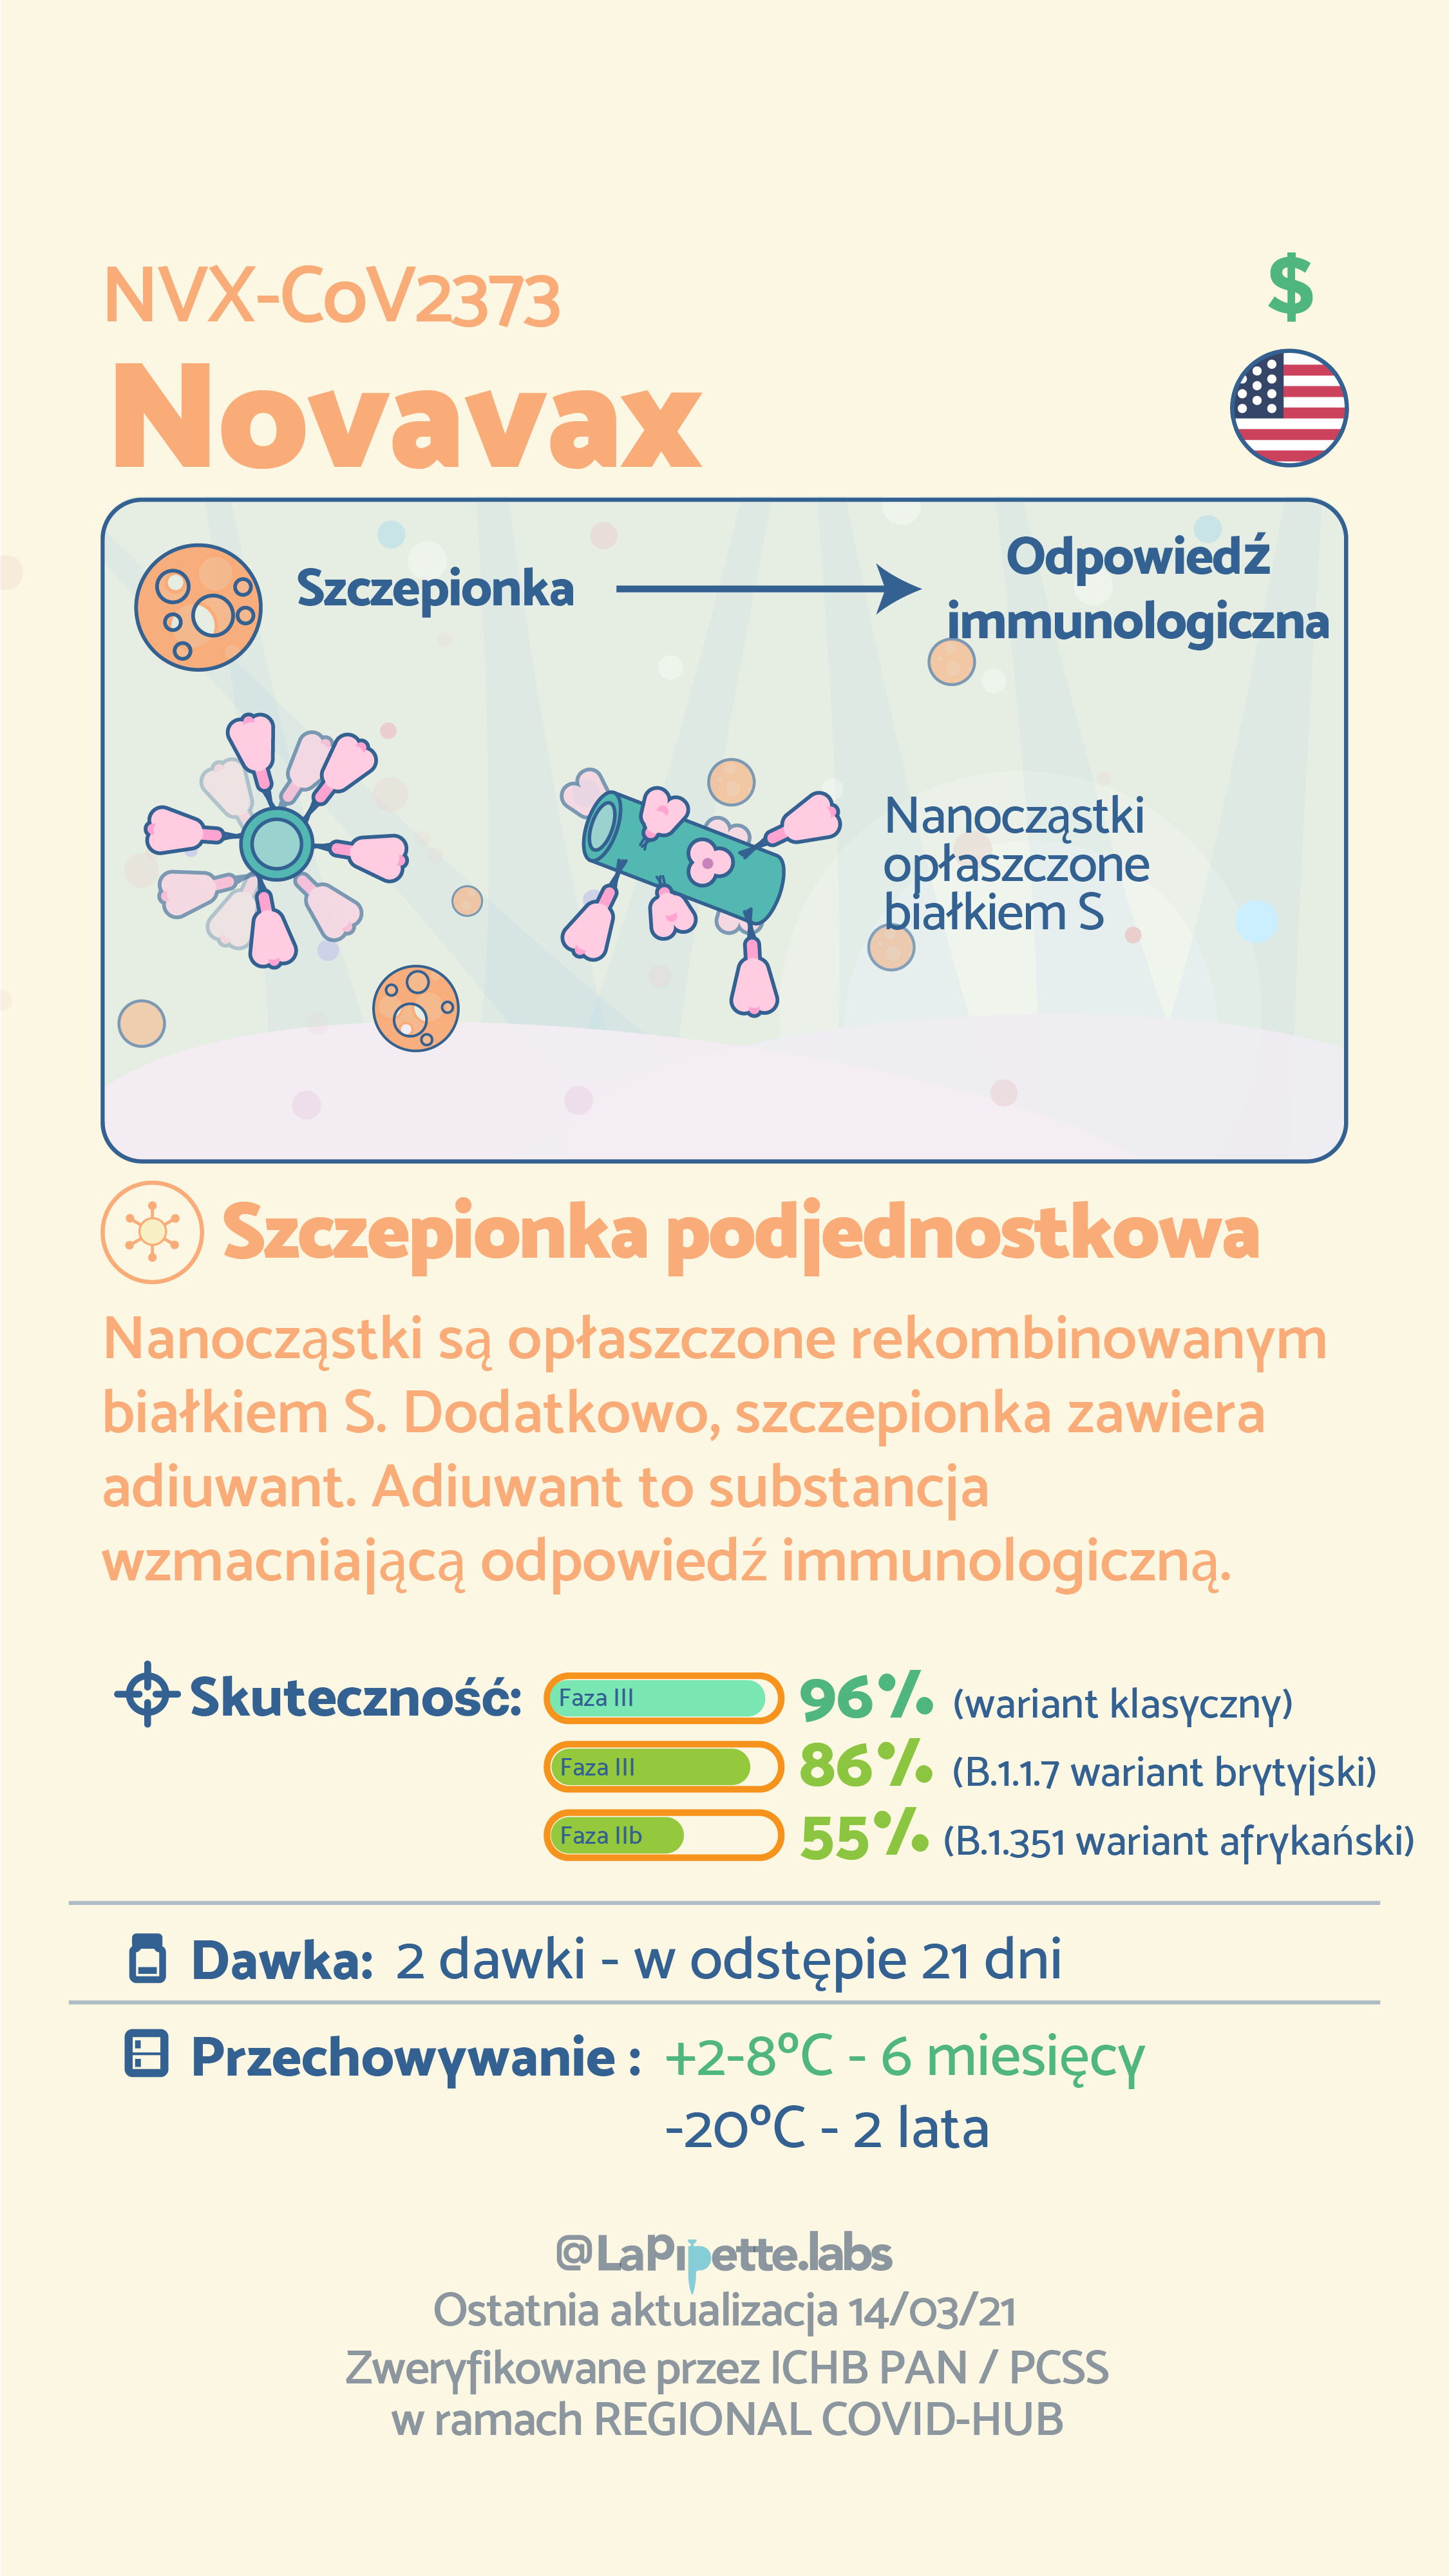 NVX-CoV2373
$
Novavax
Szczepionka
Odpowiedź
immunologiczna
Nanocząstki
opłaszczone
białkiem S
Szczepionka podjednostkowa
Nanocząstki są opłaszczone rekombinowanym
białkiem S. Dodatkowo, szczepionka zawiera
adiuwant. Adiuwant to substancja
wzmacniającą odpowiedź immunologiczną.
Skuteczność: Faza III 96% (wariant klasyczny)
Faza III 86% (B.1.1.7 wariant brytyjski)
Faza IIb 55% (B.1.351 wariant afrykański)
Dawka: 2 dawki - w odstępie 21 dni
Przechowywanie : +2-8°C - 6 miesięcy
-20°C - 2 lata
@LaPipette.labs
Ostatnia aktualizacja 14/03/21
Zweryfikowane przez ICHB PAN / PCSS
w ramach REGIONAL COVID-HUB